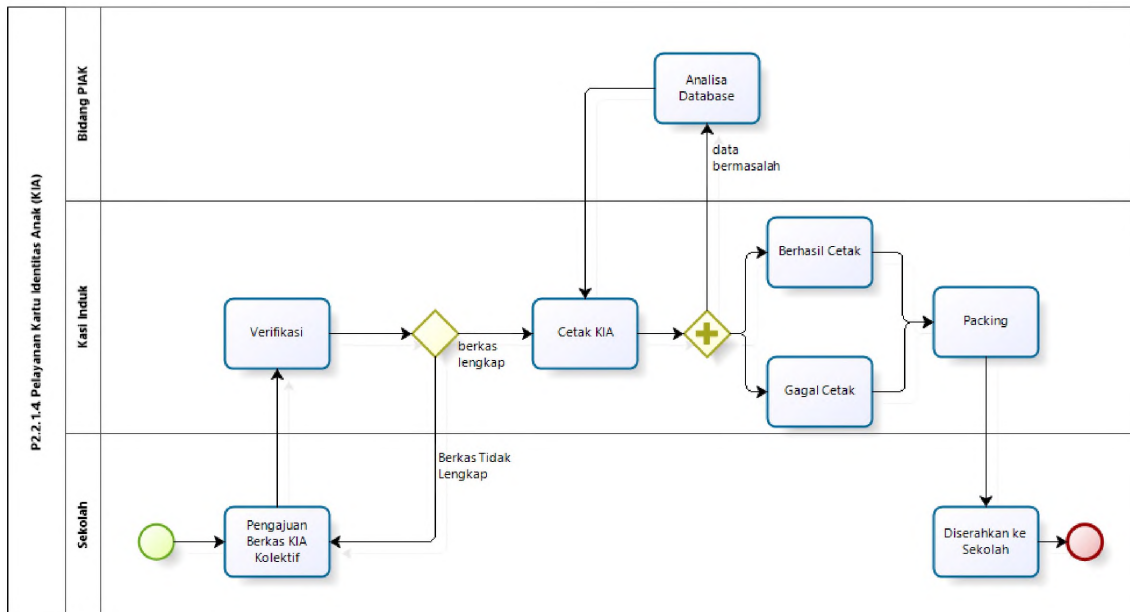 P2.2.1.4. Pelayanan Kartu Identitas Anak (KIA)
Bidang PIAK
Analisa
Database
data
bermasalah
Kasi Induk
Verifikasi
berkas
lengkap
Cetak KIA
Berhasil Cetak
Gagal Cetak
Packing
Sekolah
Berkas Tidak
Lengkap
Pengajuan
Berkas KIA
Kolektif
Diserahkan ke
Sekolah